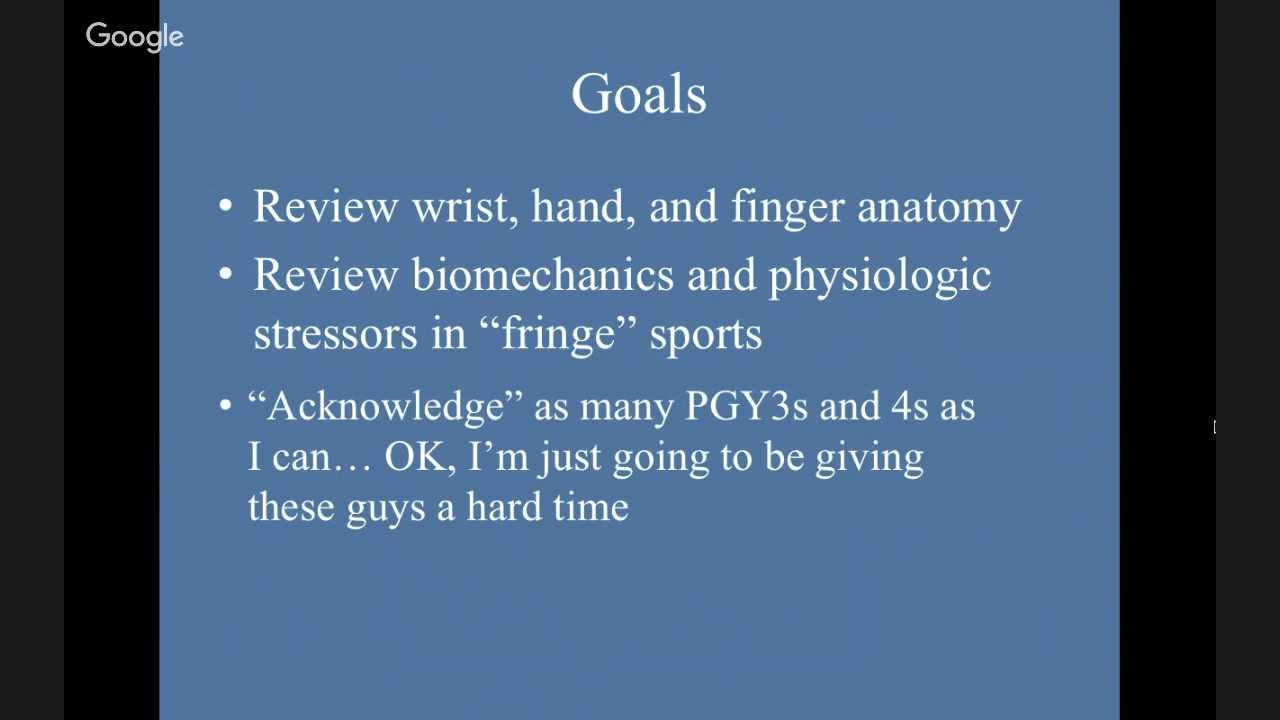 Google
Goals
• Review wrist, hand, and finger anatomy
• Review biomechanics and physiologic
stressors in “fringe” sports
• “Acknowledge” as many PGY3s and 4s as
I can… OK, I’m just going to be giving
these guys a hard time